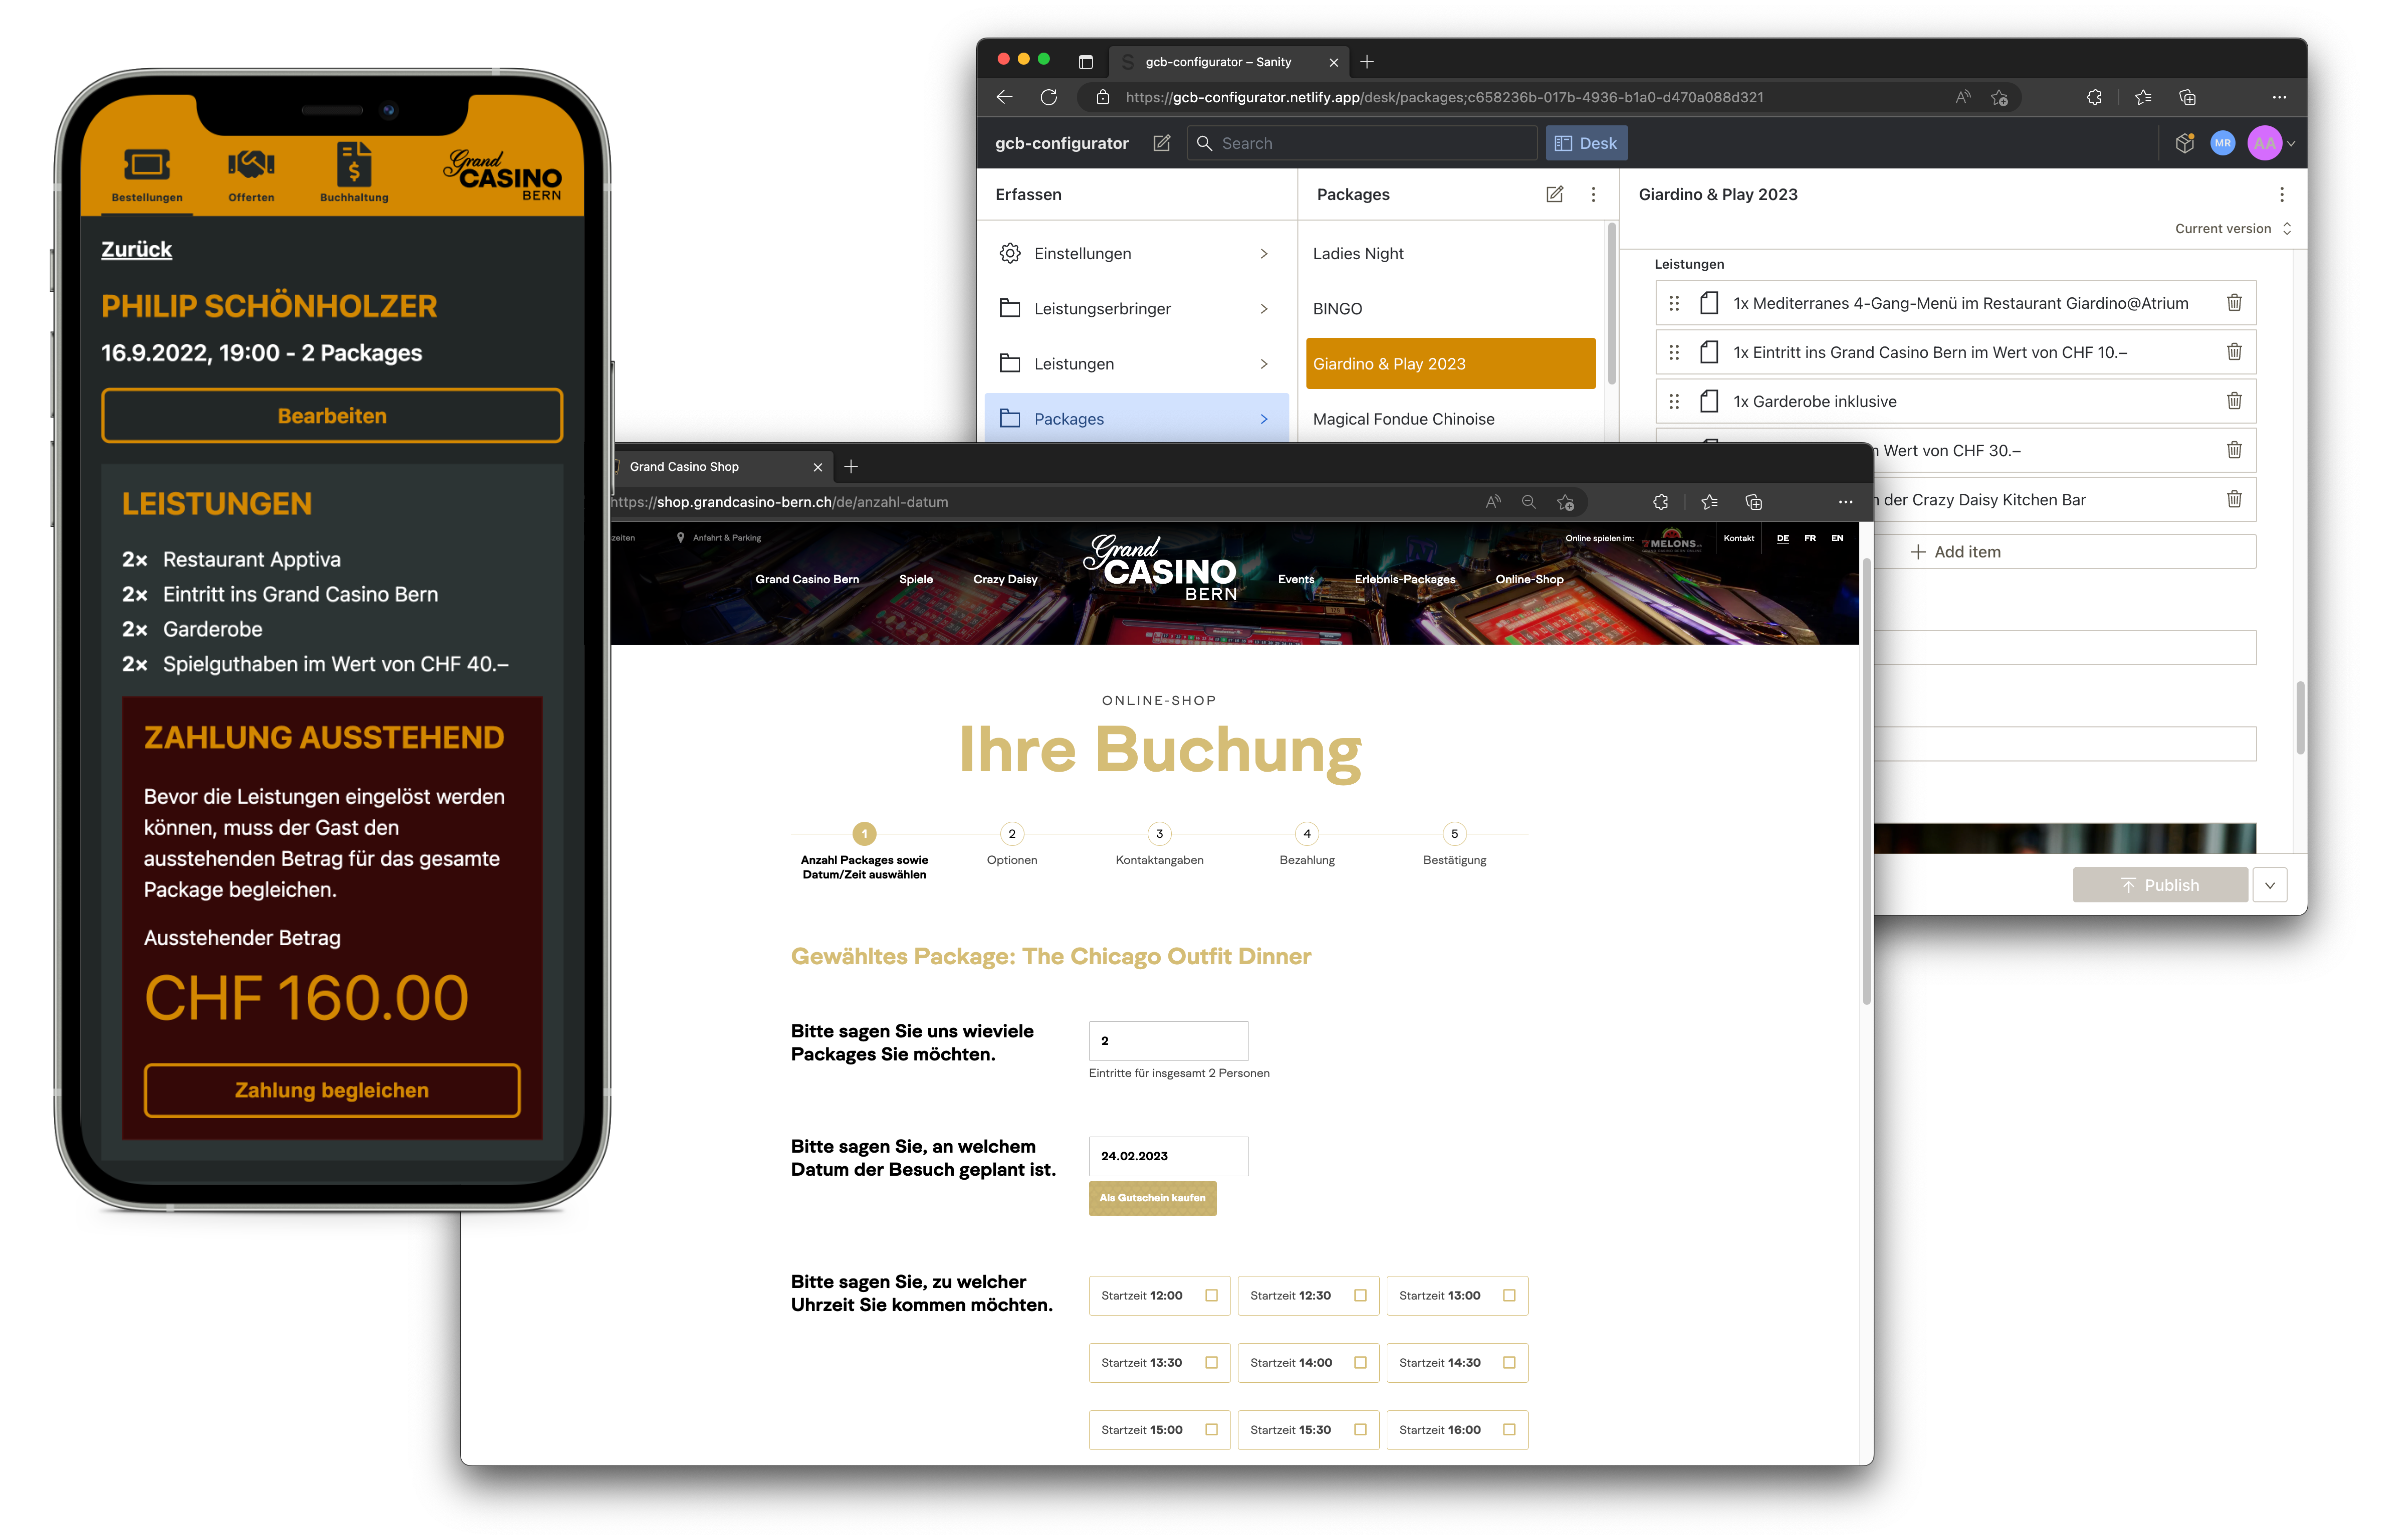 Bestellungen
Offerten
Buchhaltung
Grand
CASINO
BERN
Zurück
PHILIP SCHÖNHOLZER
16.9.2022, 19:00 - 2 Packages
Bearbeiten
LEISTUNGEN
2× Restaurant Apptiva
2× Eintritt ins Grand Casino Bern
2× Garderobe
2× Spielguthaben im Wert von CHF 40.–
ZAHLUNG AUSSTEHEND
Bevor die Leistungen eingelöst werden
können, muss der Gast den
ausstehenden Betrag für das gesamte
Package begleichen.
Ausstehender Betrag
CHF 160.00
Zahlung begleichen
gcb-configurator – Sanity
https://gcb-configurator.netlify.app/desk/packages;c658236b-017b-4936-b1a0-d470a088d321
gcb-configurator
Search
Desk
MR
AA
Erfassen
Einstellungen
Leistungserbringer
Leistungen
Packages
Packages
Ladies Night
BINGO
Giardino & Play 2023
Magical Fondue Chinoise
Giardino & Play 2023
Current version
Leistungen
1x Mediterranes 4-Gang-Menü im Restaurant Giardino@Atrium
1x Eintritt ins Grand Casino Bern im Wert von CHF 10.–
1x Garderobe inklusive
Wert von CHF 30.–
der Crazy Daisy Kitchen Bar
Add item
Publish
Grand Casino Shop
https://shop.grandcasino-bern.ch/de/anzahl-datum
zeiten
Anfahrt & Parking
Online spielen im:
7 MELONS.ch
Kontakt
DE FR EN
Grand Casino Bern
Spiele
Crazy Daisy
Grand
CASINO
BERN
Events
Erlebnis-Packages
Online-Shop
ONLINE-SHOP
Ihre Buchung
1
Anzahl Packages sowie
Datum/Zeit auswählen
2
Optionen
3
Kontaktangaben
4
Bezahlung
5
Bestätigung
Gewähltes Package: The Chicago Outfit Dinner
Bitte sagen Sie uns wieviele
Packages Sie möchten.
2
Eintritte für insgesamt 2 Personen
Bitte sagen Sie, an welchem
Datum der Besuch geplant ist.
24.02.2023
Als Gutschein kaufen
Bitte sagen Sie, zu welcher
Uhrzeit Sie kommen möchten.
Startzeit 12:00
Startzeit 12:30
Startzeit 13:00
Startzeit 13:30
Startzeit 14:00
Startzeit 14:30
Startzeit 15:00
Startzeit 15:30
Startzeit 16:00